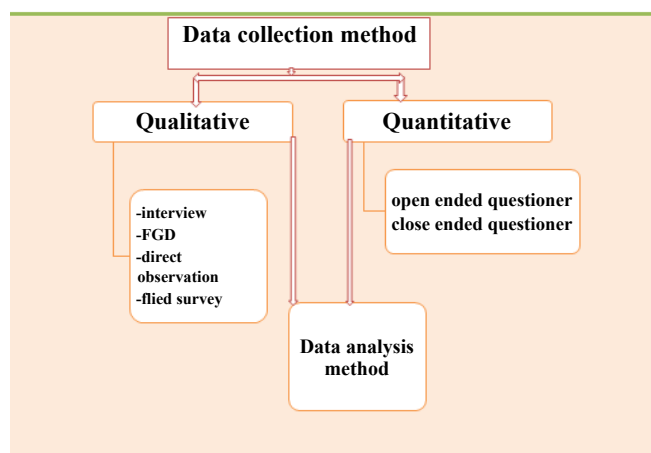 Data collection method
Qualitative
Quantitative
-interview
-FGD
-direct
observation
-flied survey
open ended questioner
close ended questioner
Data analysis
method